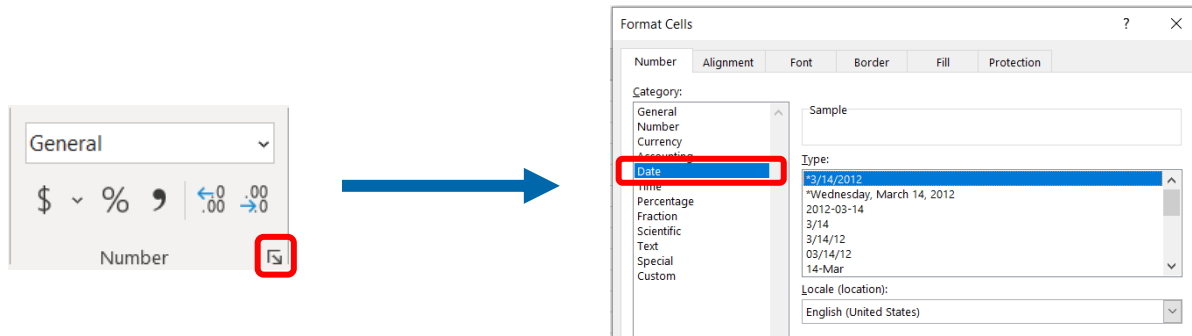 General
$ % , ←0 .00 .00 →.0
Number
Format Cells ? ×
Number Alignment Font Border Fill Protection
Category:
General
Number
Currency
Accounting
Date
Time
Percentage
Fraction
Scientific
Text
Special
Custom
Sample
Type:
*3/14/2012
*Wednesday, March 14, 2012
2012-03-14
3/14
3/14/12
03/14/12
14-Mar
Locale (location):
English (United States)